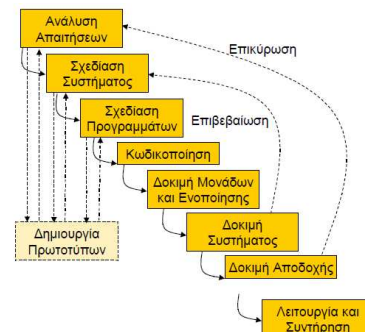 Ανάλυση
Απαιτήσεων
Επικύρωση
Σχεδίαση
Συστήματος
Σχεδίαση
Προγραμμάτων
Επιβεβαίωση
Κωδικοποίηση
Δοκιμή Μονάδων
και Ενοποίησης
Δοκιμή
Συστήματος
Δημιουργία
Πρωτοτύπων
Δοκιμή Αποδοχής
Λειτουργία και
Συντήρηση